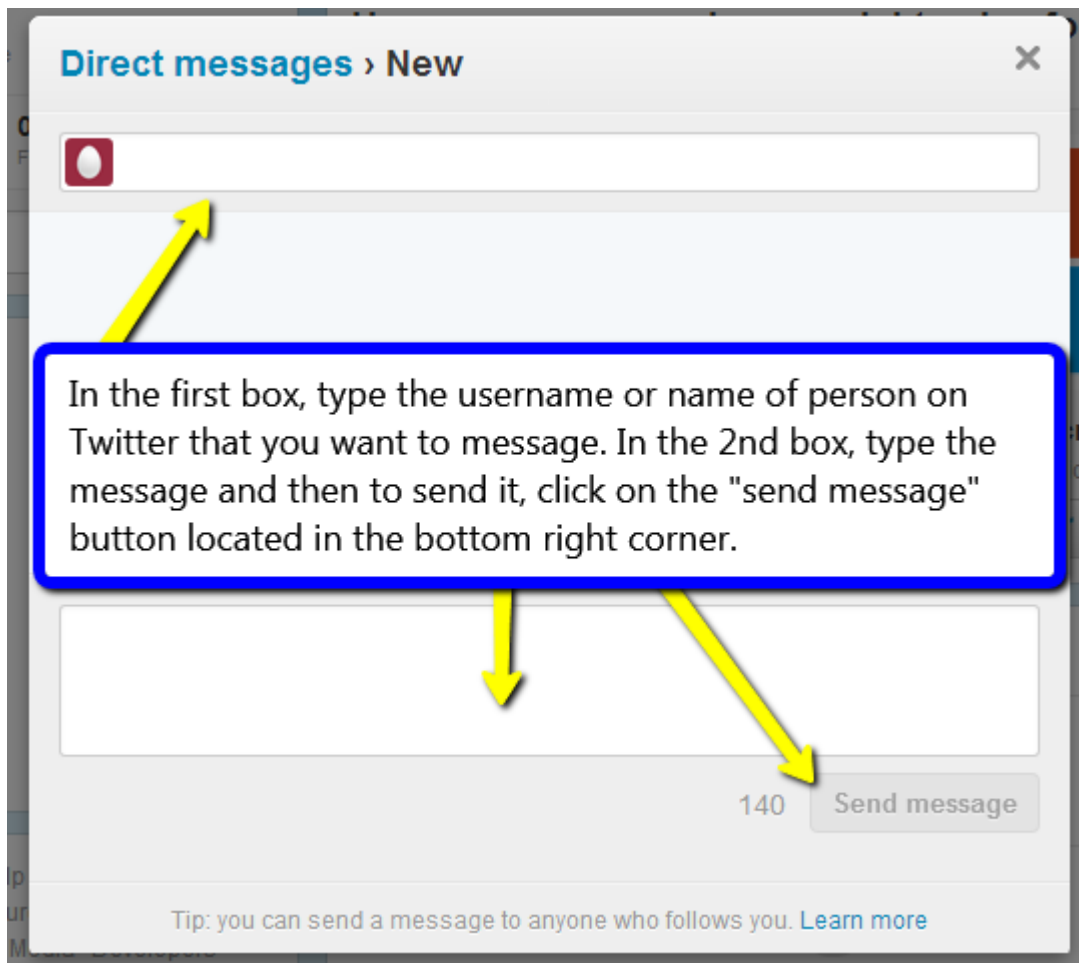 Direct messages › New
×
In the first box, type the username or name of person on
Twitter that you want to message. In the 2nd box, type the
message and then to send it, click on the "send message"
button located in the bottom right corner.
140 Send message
Tip: you can send a message to anyone who follows you. Learn more